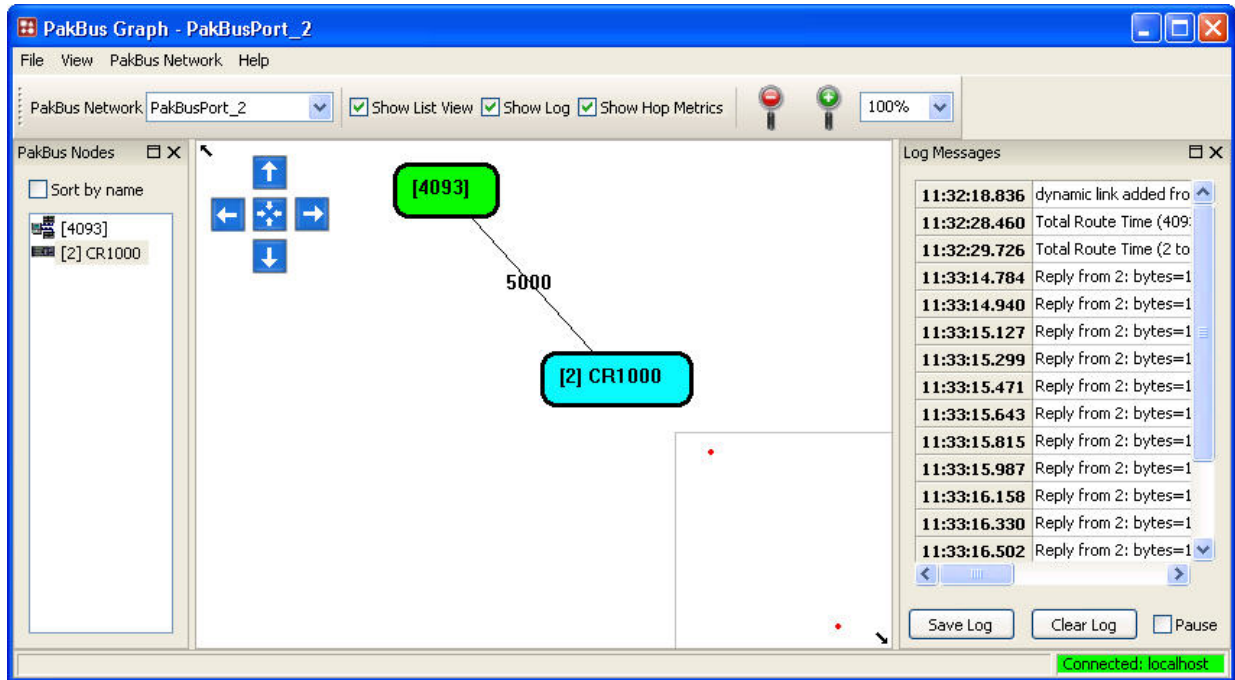 PakBus Graph - PakBusPort_2
File View PakBus Network Help
PakBus Network PakBusPort_2 Show List View Show Log Show Hop Metrics 100%
PakBus Nodes
Sort by name
[4093]
[2] CR1000
[4093]
5000
[2] CR1000
Log Messages
11:32:18.836 dynamic link added fro
11:32:28.460 Total Route Time (409
11:32:29.726 Total Route Time (2 to
11:33:14.784 Reply from 2: bytes=1
11:33:14.940 Reply from 2: bytes=1
11:33:15.127 Reply from 2: bytes=1
11:33:15.299 Reply from 2: bytes=1
11:33:15.471 Reply from 2: bytes=1
11:33:15.643 Reply from 2: bytes=1
11:33:15.815 Reply from 2: bytes=1
11:33:15.987 Reply from 2: bytes=1
11:33:16.158 Reply from 2: bytes=1
11:33:16.330 Reply from 2: bytes=1
11:33:16.502 Reply from 2: bytes=1
Save Log Clear Log Pause
Connected: localhost